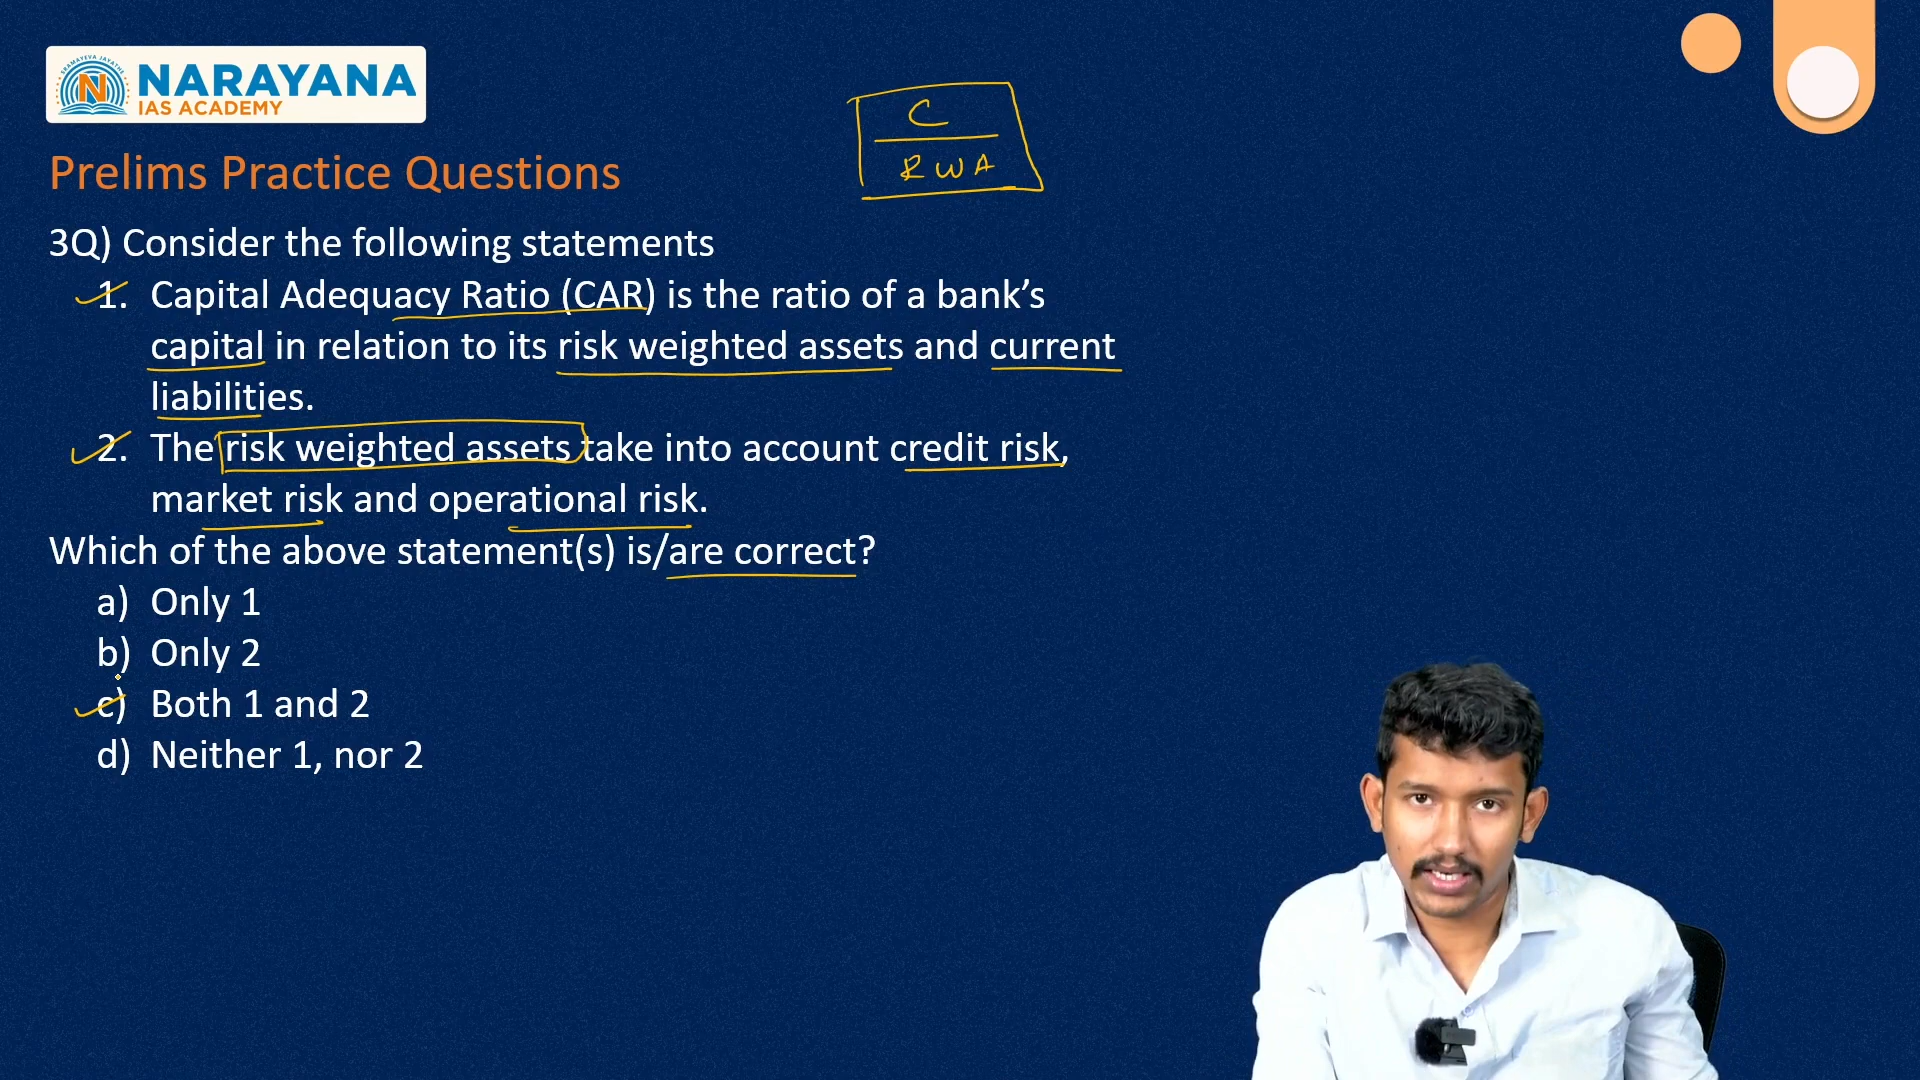 SRAMAYEVA JAYATHE
N
NARAYANA
IAS ACADEMY
C
RWA
Prelims Practice Questions
3Q) Consider the following statements
1. Capital Adequacy Ratio (CAR) is the ratio of a bank’s
capital in relation to its risk weighted assets and current
liabilities.
2. The risk weighted assets take into account credit risk,
market risk and operational risk.
Which of the above statement(s) is/are correct?
a) Only 1
b) Only 2
c) Both 1 and 2
d) Neither 1, nor 2